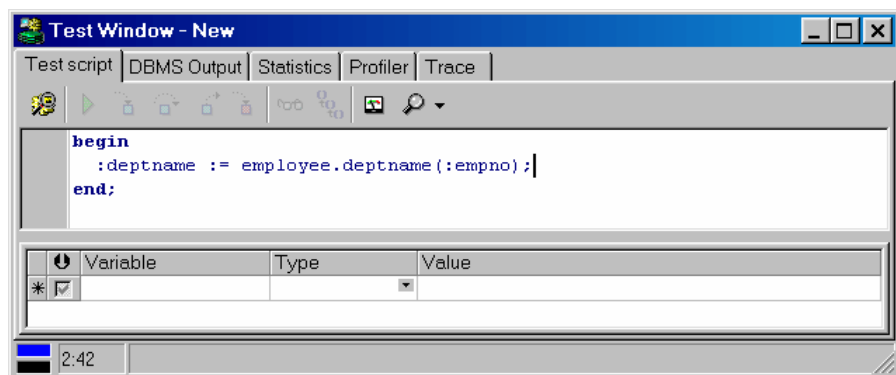 Test Window - New
Test script DBMS Output Statistics Profiler Trace
begin
:deptname := employee.deptname(:empno);
end;
Variable Type Value
2:42